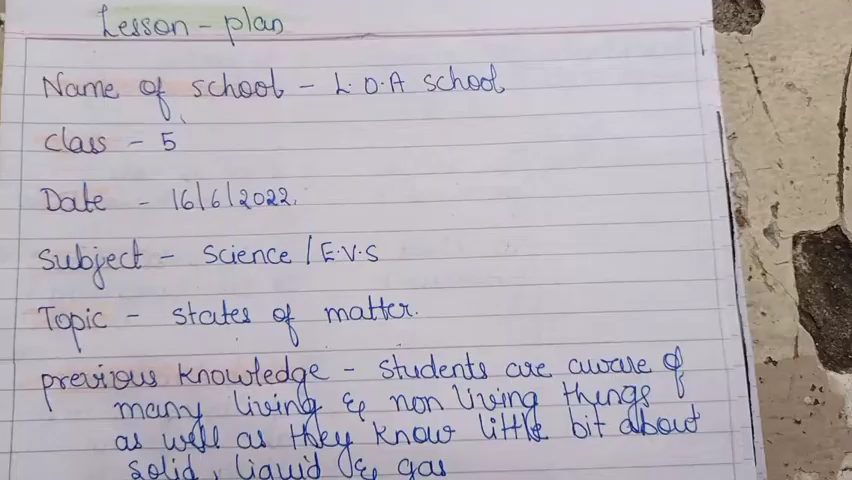 Lesson - plan
Name of school - L.O.A school
class - 5
Date - 16/6/2022.
Subject - Science / E.V.S
Topic - states of matter.
previous knowledge - students are aware of
many living & non living things
as well as they know little bit about
solid, liquid & gas